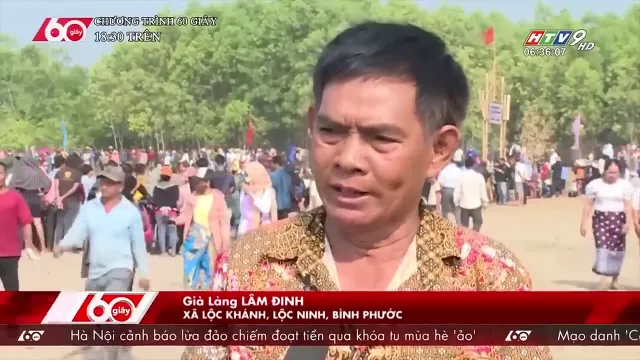 60 giây
CHƯƠNG TRÌNH 60 GIÂY
18:30 TRÊN
HTV9 HD
06:36:07
60 giây
Già Làng LÂM ĐINH
XÃ LỘC KHÁNH, LỘC NINH, BÌNH PHƯỚC
60 Hà Nội cảnh báo lừa đảo chiếm đoạt tiền qua khóa tu mùa hè 'ảo' 60 Mạo danh 'C